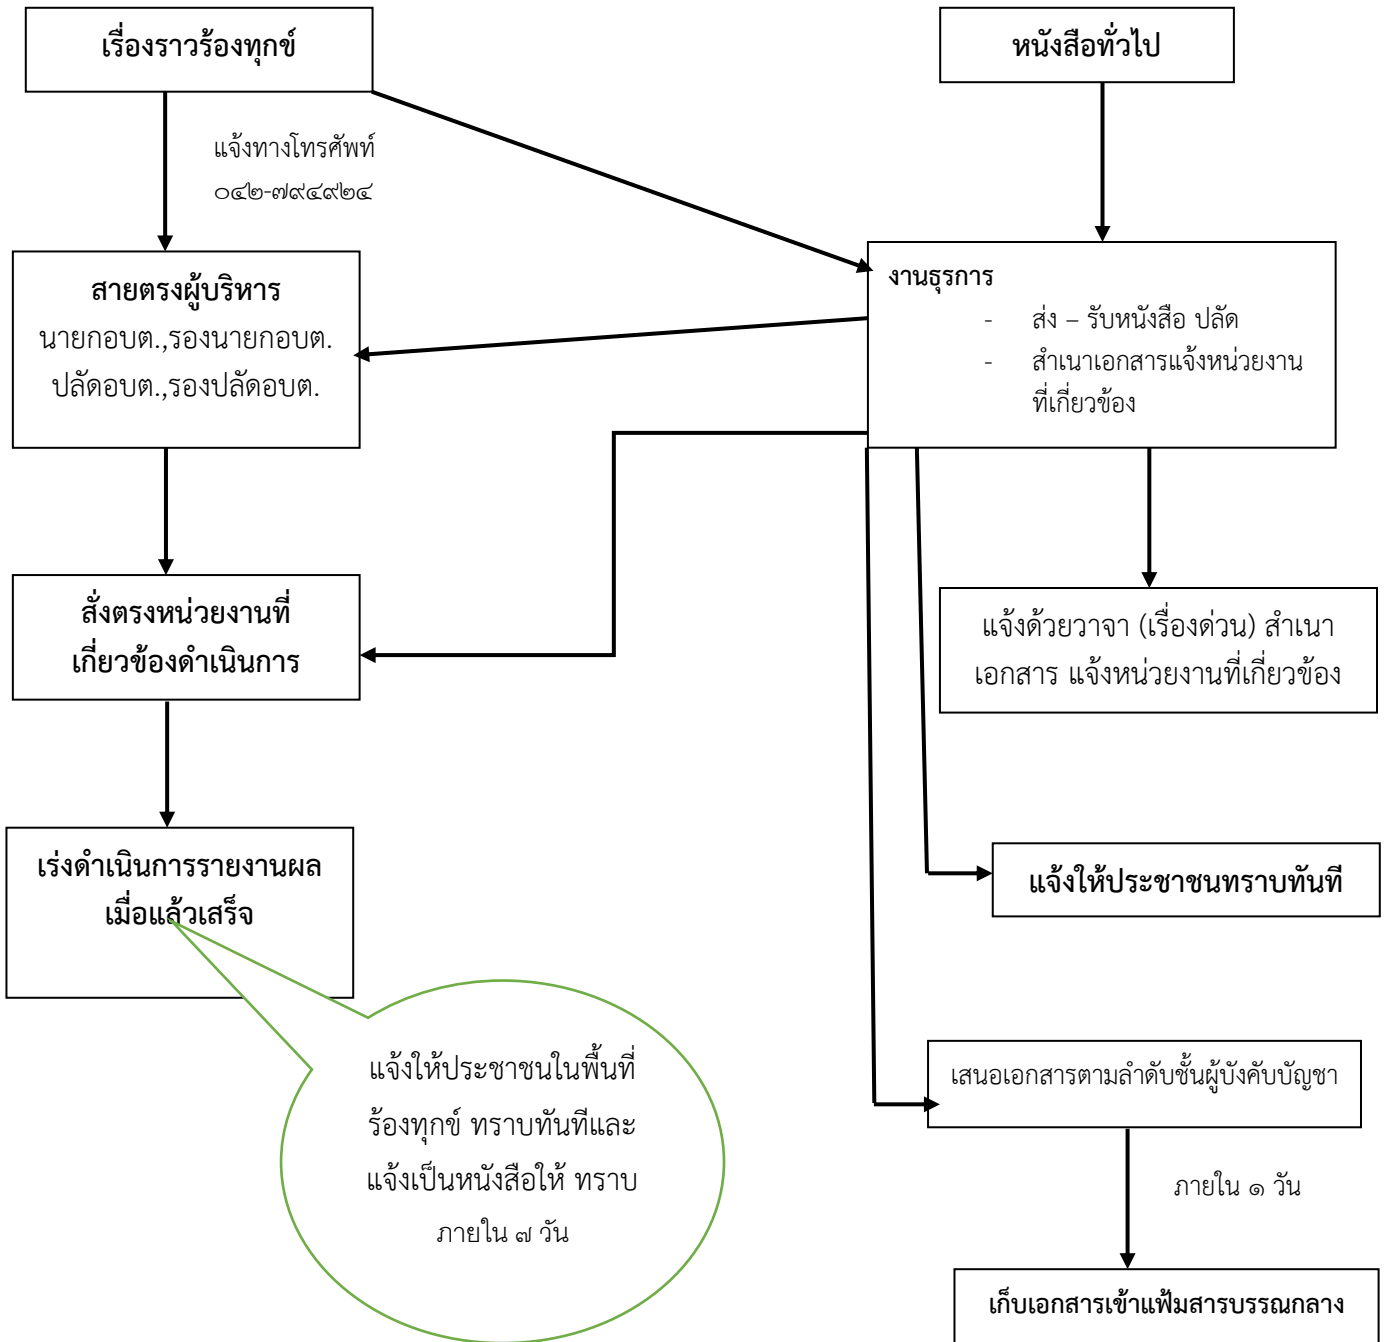 เรื่องราวร้องทุกข์
หนังสือทั่วไป
แจ้งทางโทรศัพท์
๐๔๒-๗๙๔๙๒๔
สายตรงผู้บริหาร
นายกอบต.,รองนายกอบต.
ปลัดอบต.,รองปลัดอบต.
งานธุรการ
- ส่ง – รับหนังสือ ปลัด
- สำเนาเอกสารแจ้งหน่วยงาน
ที่เกี่ยวข้อง
สั่งตรงหน่วยงานที่
เกี่ยวข้องดำเนินการ
แจ้งด้วยวาจา (เรื่องด่วน) สำเนา
เอกสาร แจ้งหน่วยงานที่เกี่ยวข้อง
เร่งดำเนินการรายงานผล
เมื่อแล้วเสร็จ
แจ้งให้ประชาชนทราบทันที
แจ้งให้ประชาชนในพื้นที่
ร้องทุกข์ ทราบทันทีและ
แจ้งเป็นหนังสือให้ ทราบ
ภายใน ๗ วัน
เสนอเอกสารตามลำดับชั้นผู้บังคับบัญชา
ภายใน ๑ วัน
เก็บเอกสารเข้าแฟ้มสารบรรณกลาง